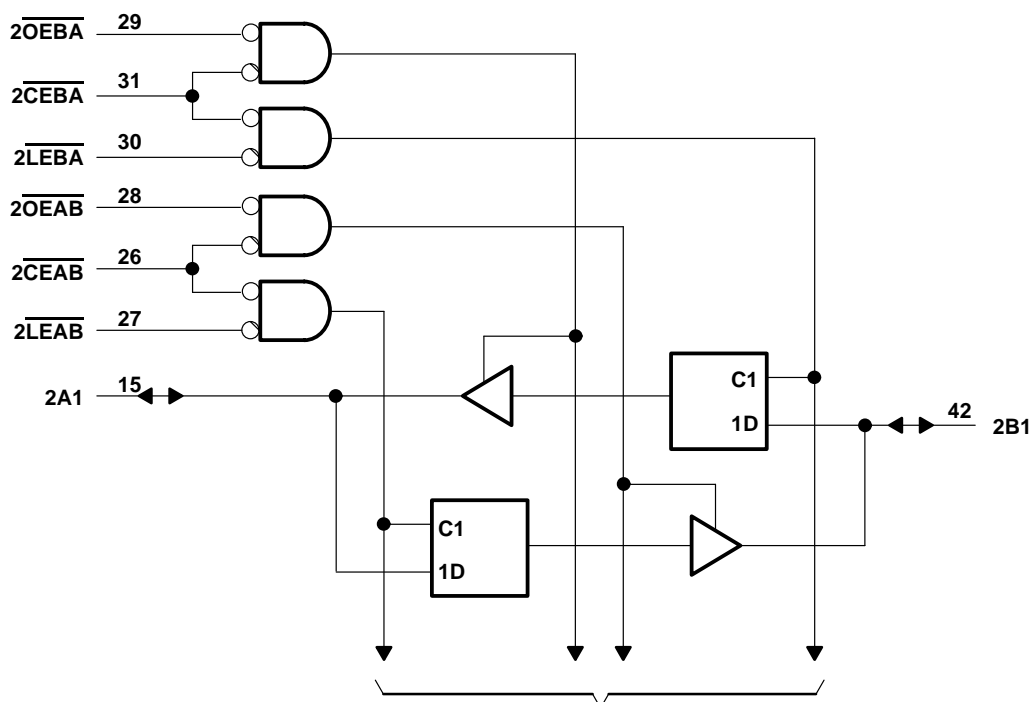 2OEBA 29
2CEBA 31
2LEBA 30
2OEAB 28
2CEAB 26
2LEAB 27
2A1 15
C1
1D
42 2B1
C1
1D